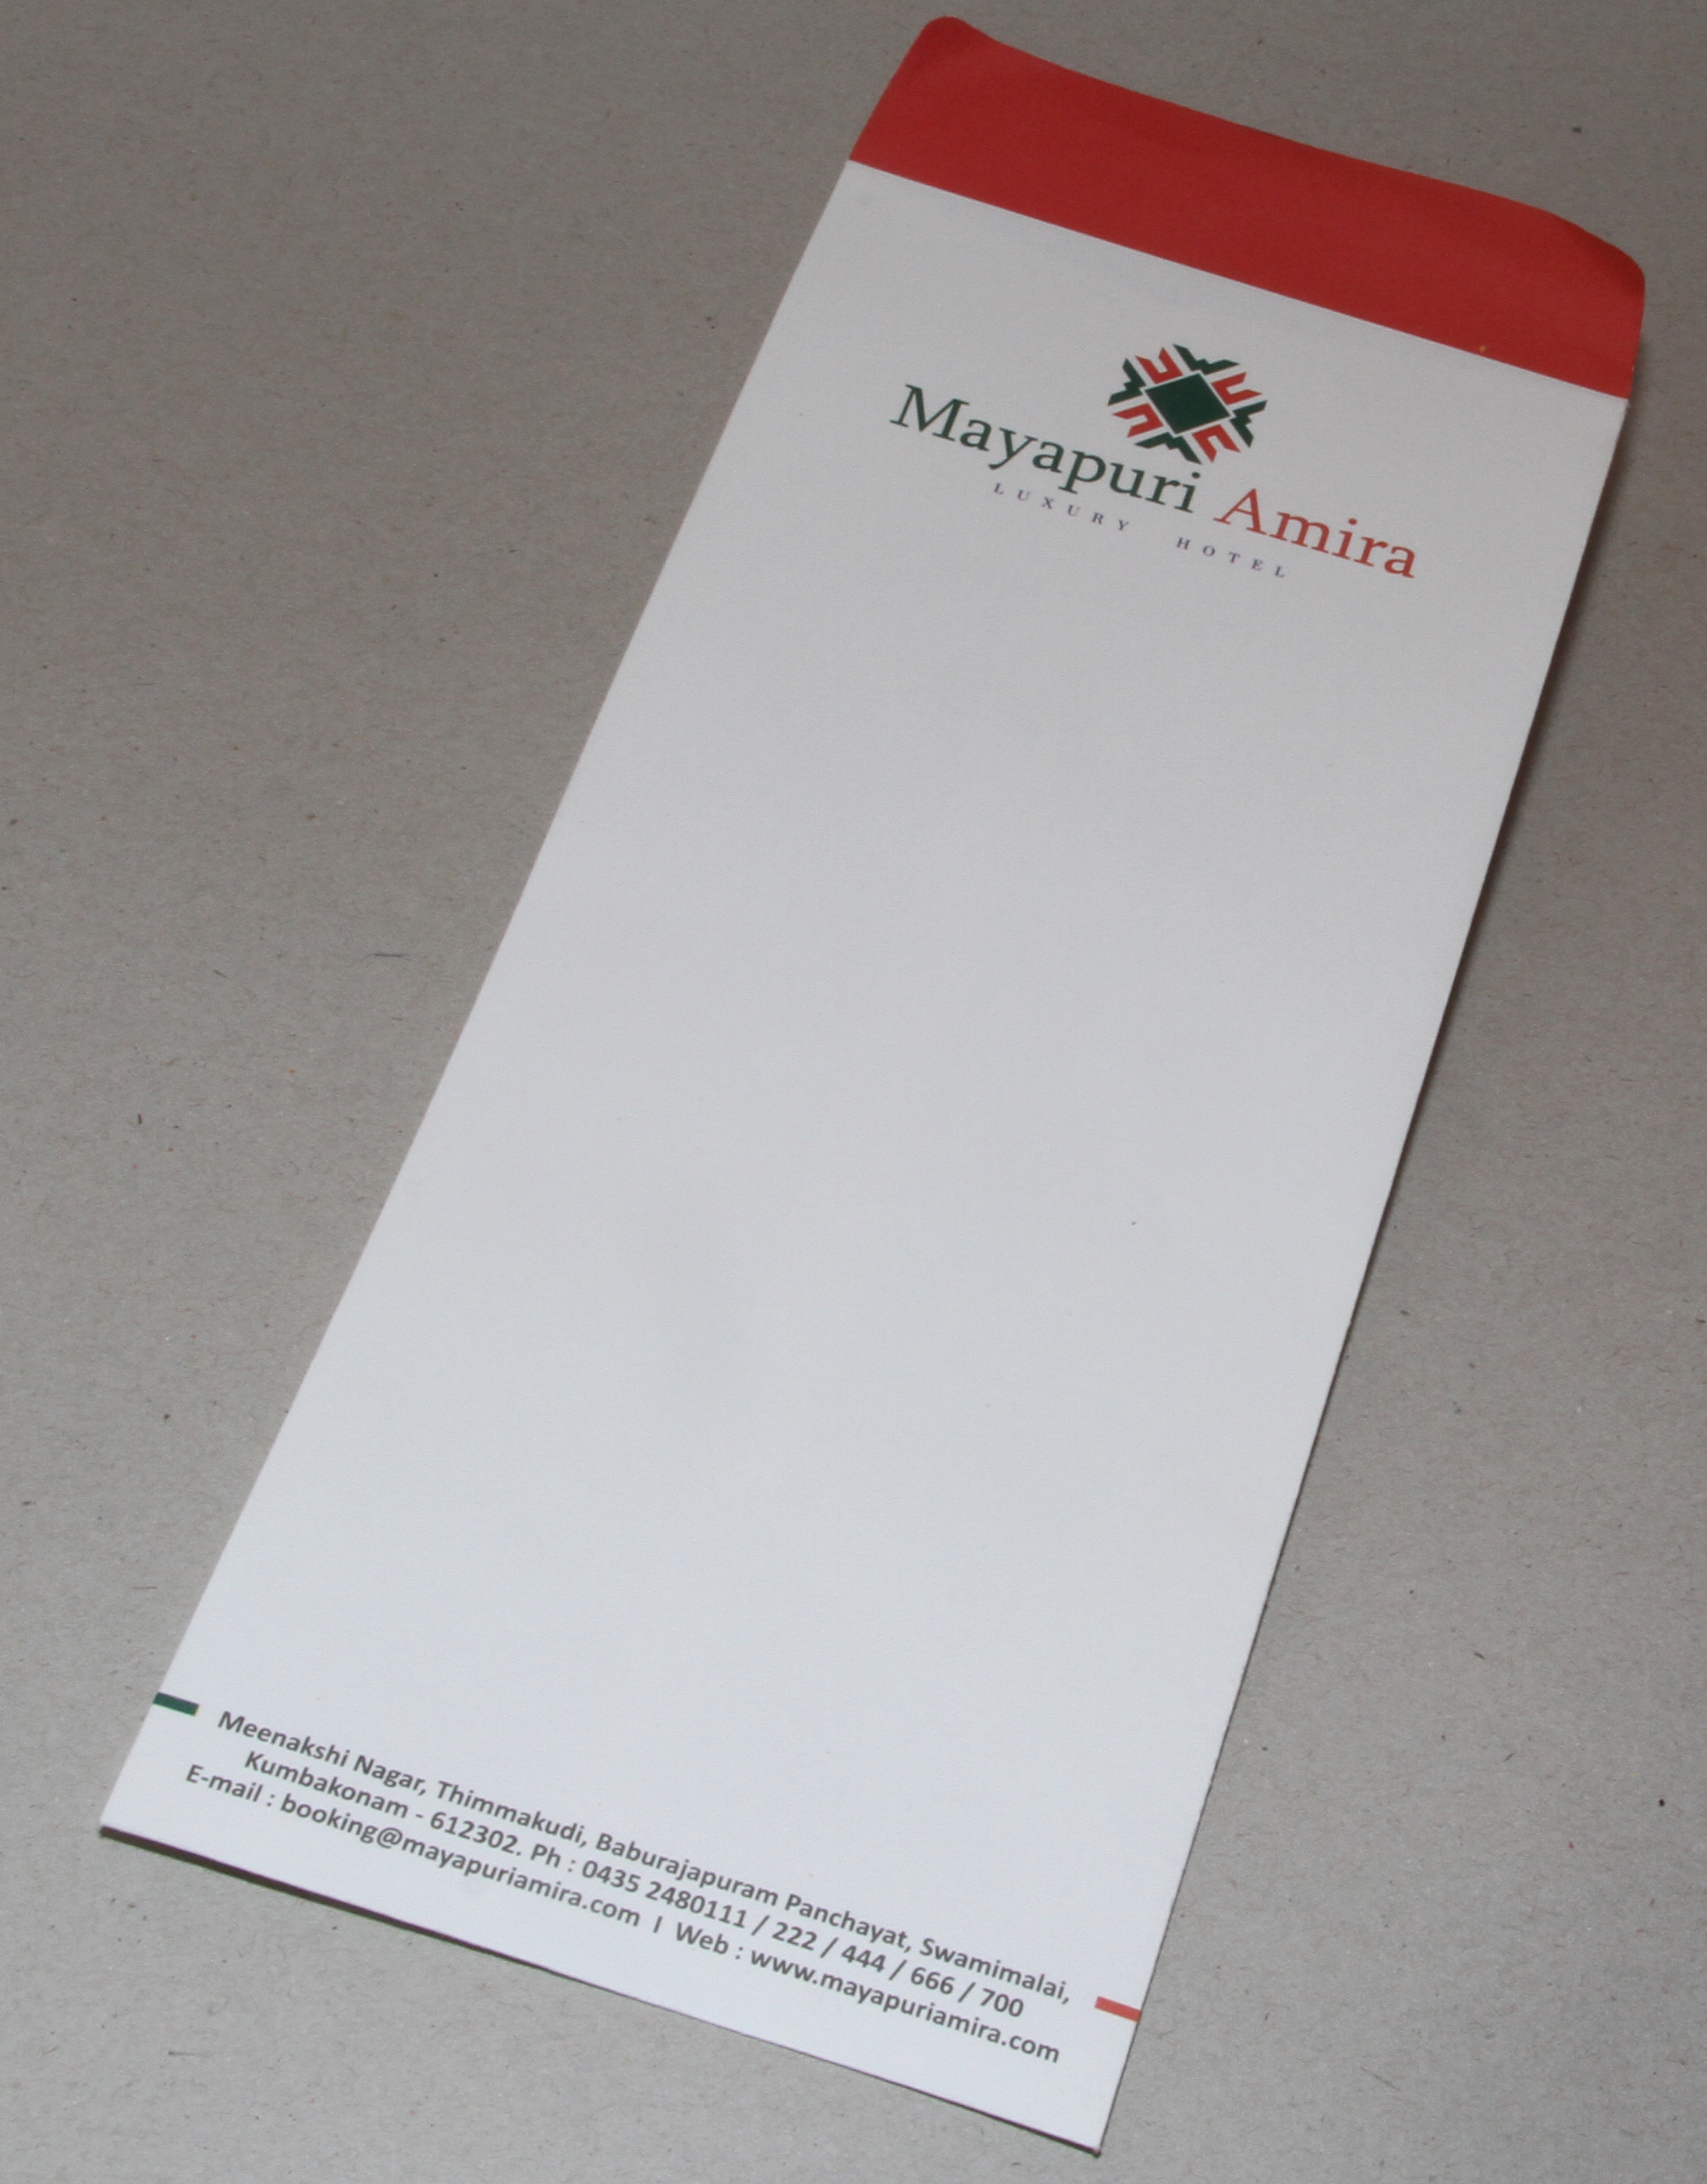 Mayapuri Amira
LUXURY HOTEL
Meenakshi Nagar, Thimmakudi, Baburajapuram Panchayat, Swamimalai,
Kumbakonam - 612302. Ph : 0435 2480111 / 222 / 444 / 666 / 700
E-mail : booking@mayapuriamira.com I Web : www.mayapuriamira.com